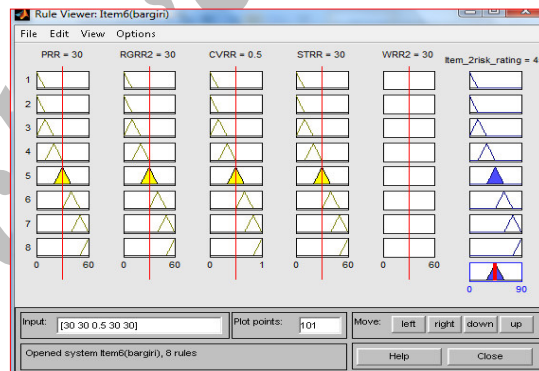 Rule Viewer: Item6(bargiri)
File Edit View Options
PRR = 30 RGRR2 = 30 CVRR = 0.5 STRR = 30 WRR2 = 30 Item_2risk_rating = 4
1
2
3
4
5
6
7
8
0 60 0 60 0 1 0 60 0 60
0 90
Input: [30 30 0.5 30 30] Plot points: 101 Move: left right down up
Opened system Item6(bargiri), 8 rules Help Close